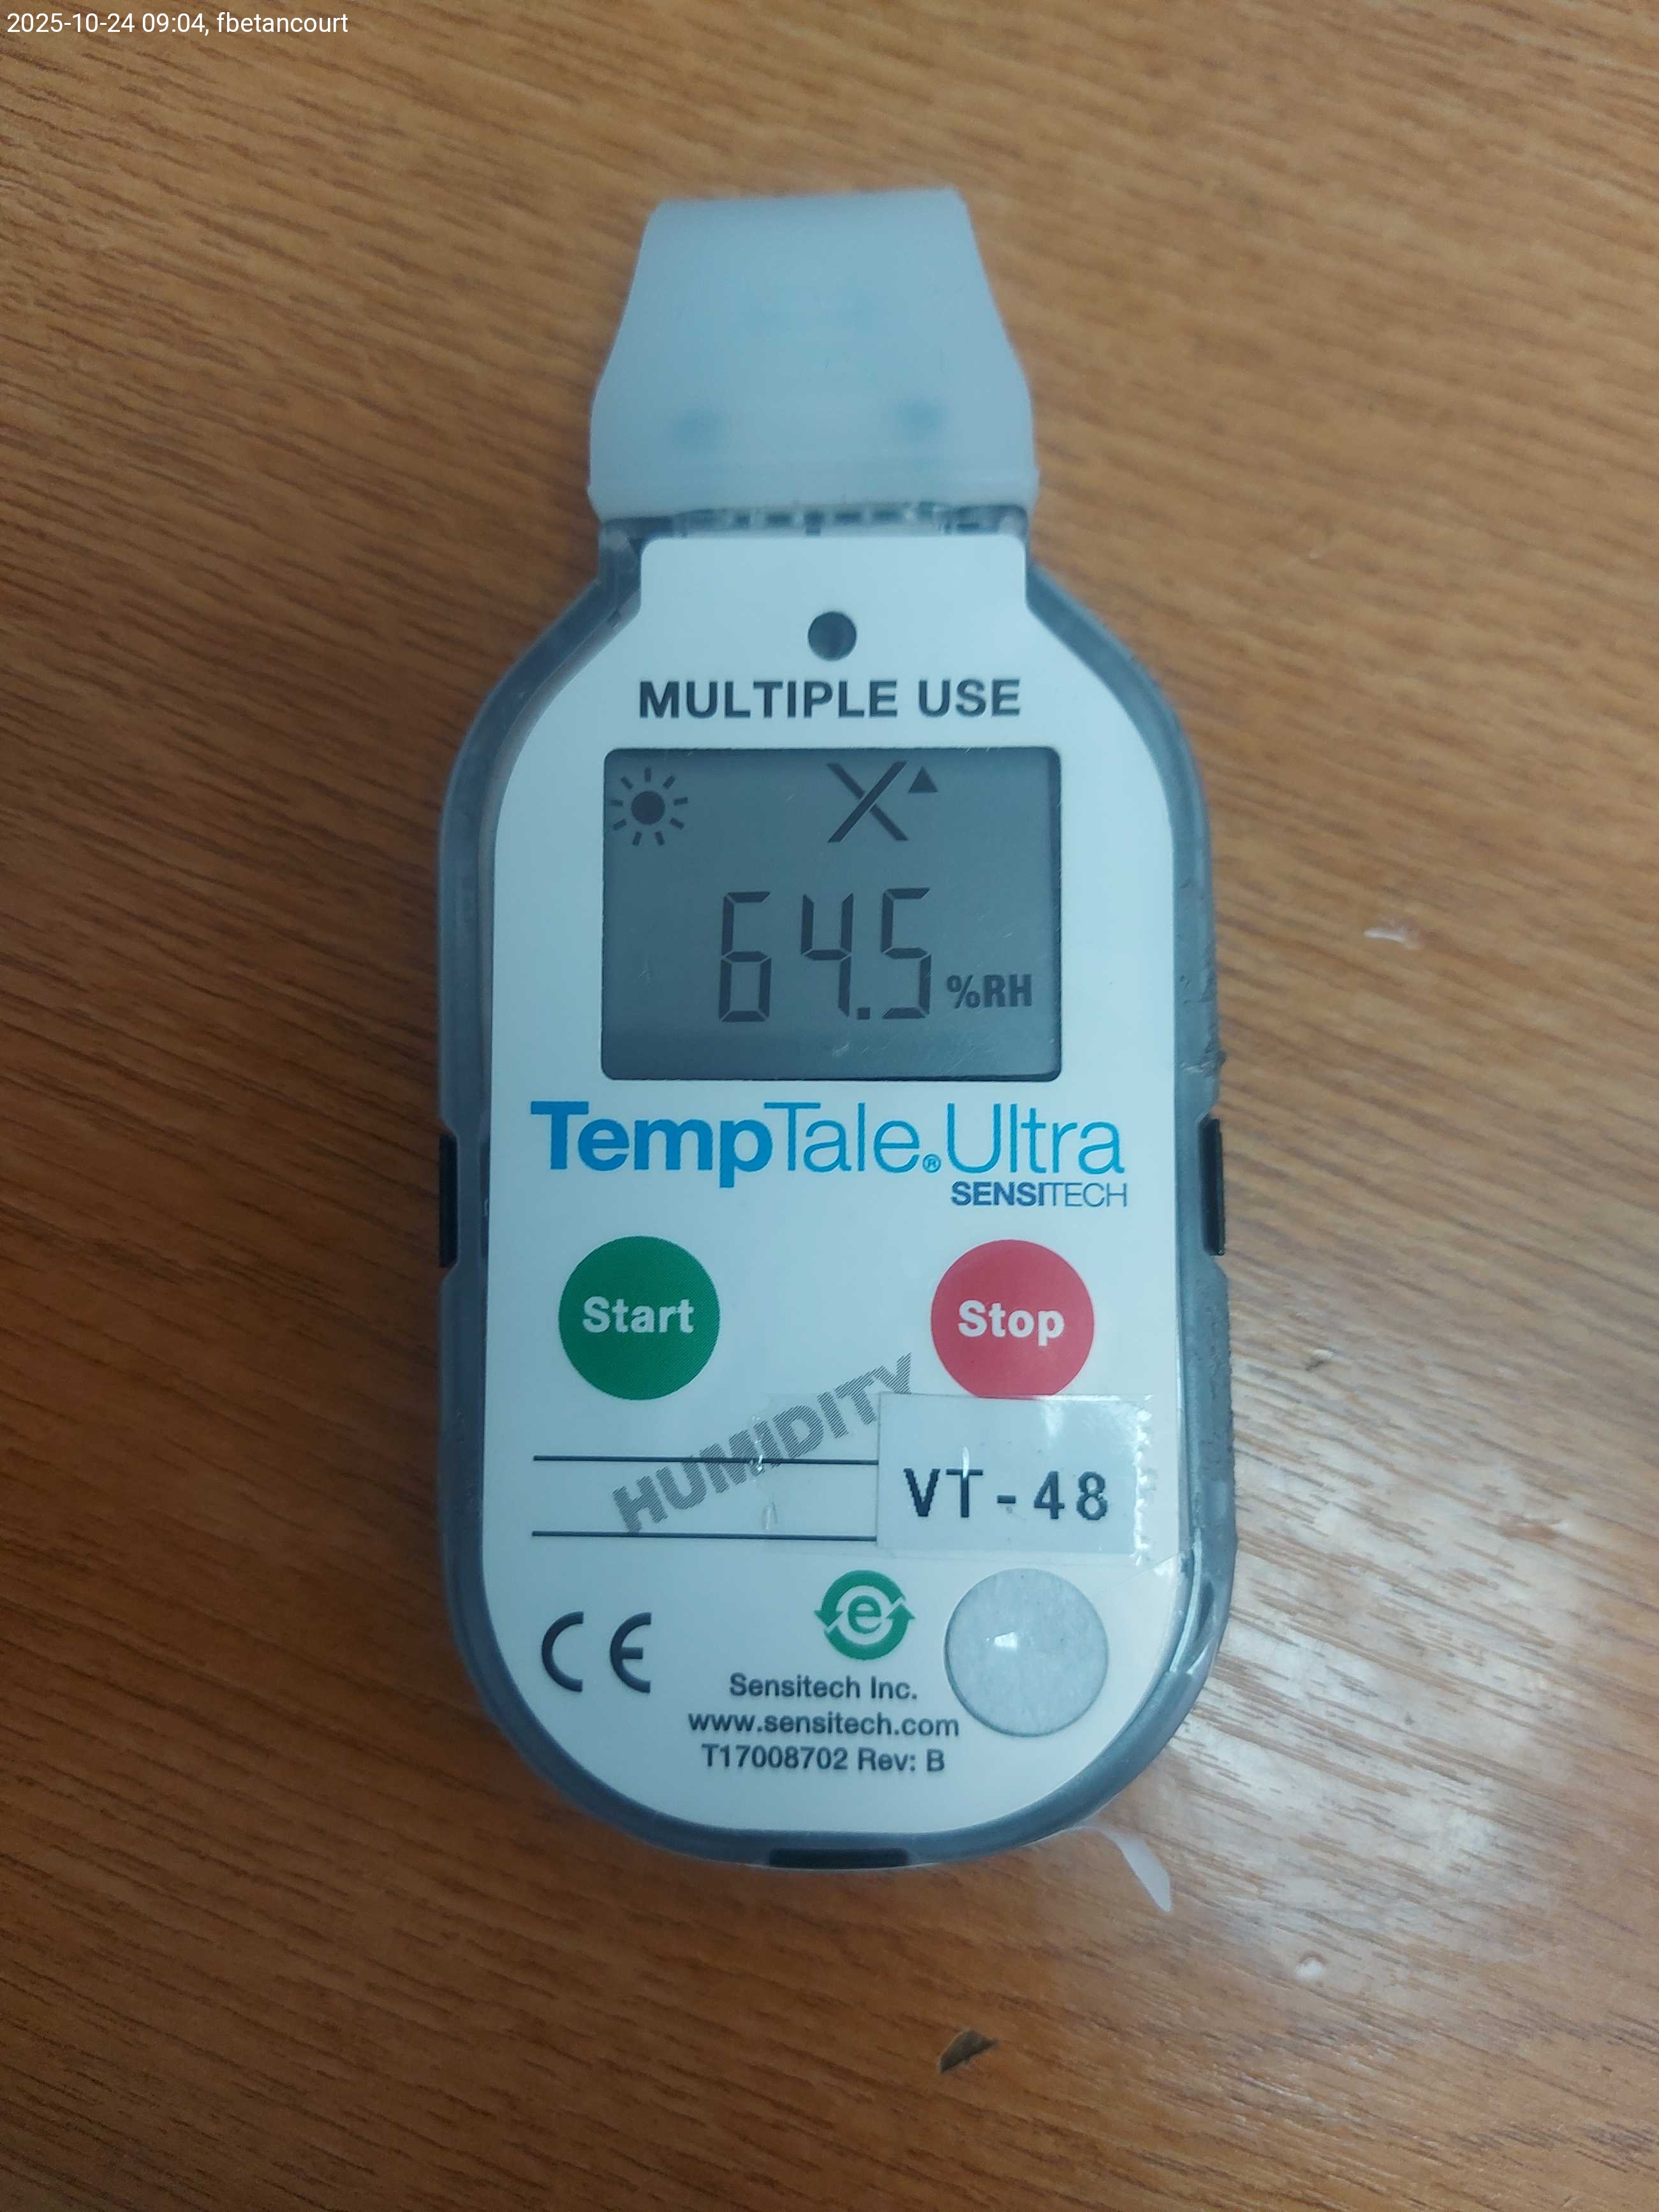 2025-10-24 09:04, fbetancourt
MULTIPLE USE
64.5 %RH
TempTale®Ultra
SENSITECH
Start
Stop
HUMIDITY
VT-48
CE
e
Sensitech Inc.
www.sensitech.com
T17008702 Rev: B